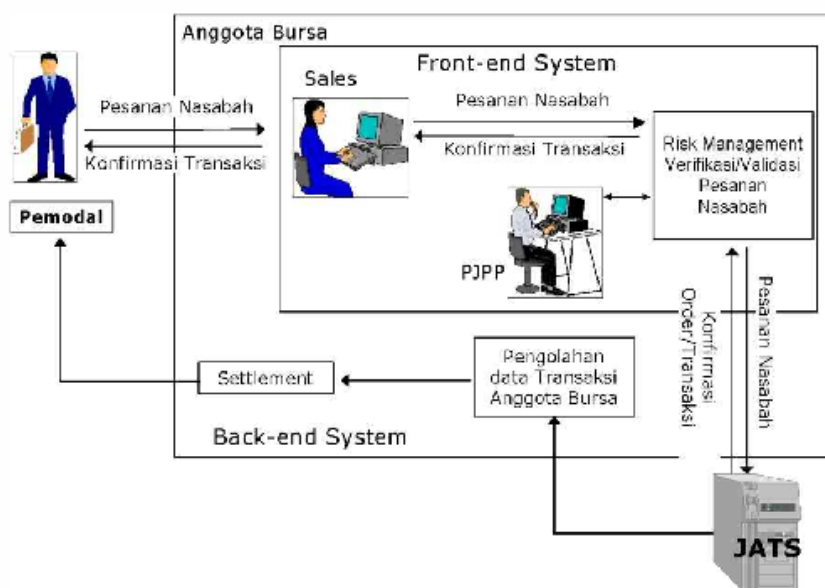 Anggota Bursa
Front-end System
Sales
Pesanan Nasabah
Konfirmasi Transaksi
Pesanan Nasabah
Konfirmasi Transaksi
Risk Management
Verifikasi/Validasi
Pesanan
Nasabah
Pemodal
PJPP
Konfirmasi
Order/Transaksi
Pesanan Nasabah
Settlement
Pengolahan
data Transaksi
Anggota Bursa
Back-end System
JATS